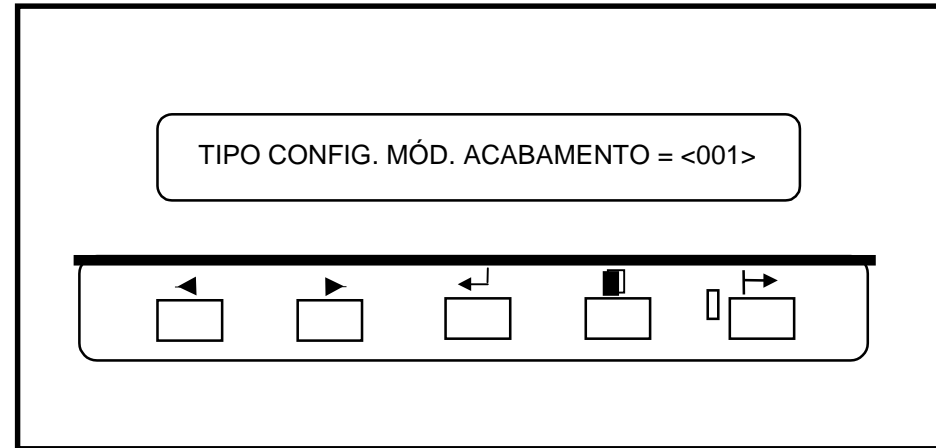 TIPO CONFIG. MÓD. ACABAMENTO = <001>